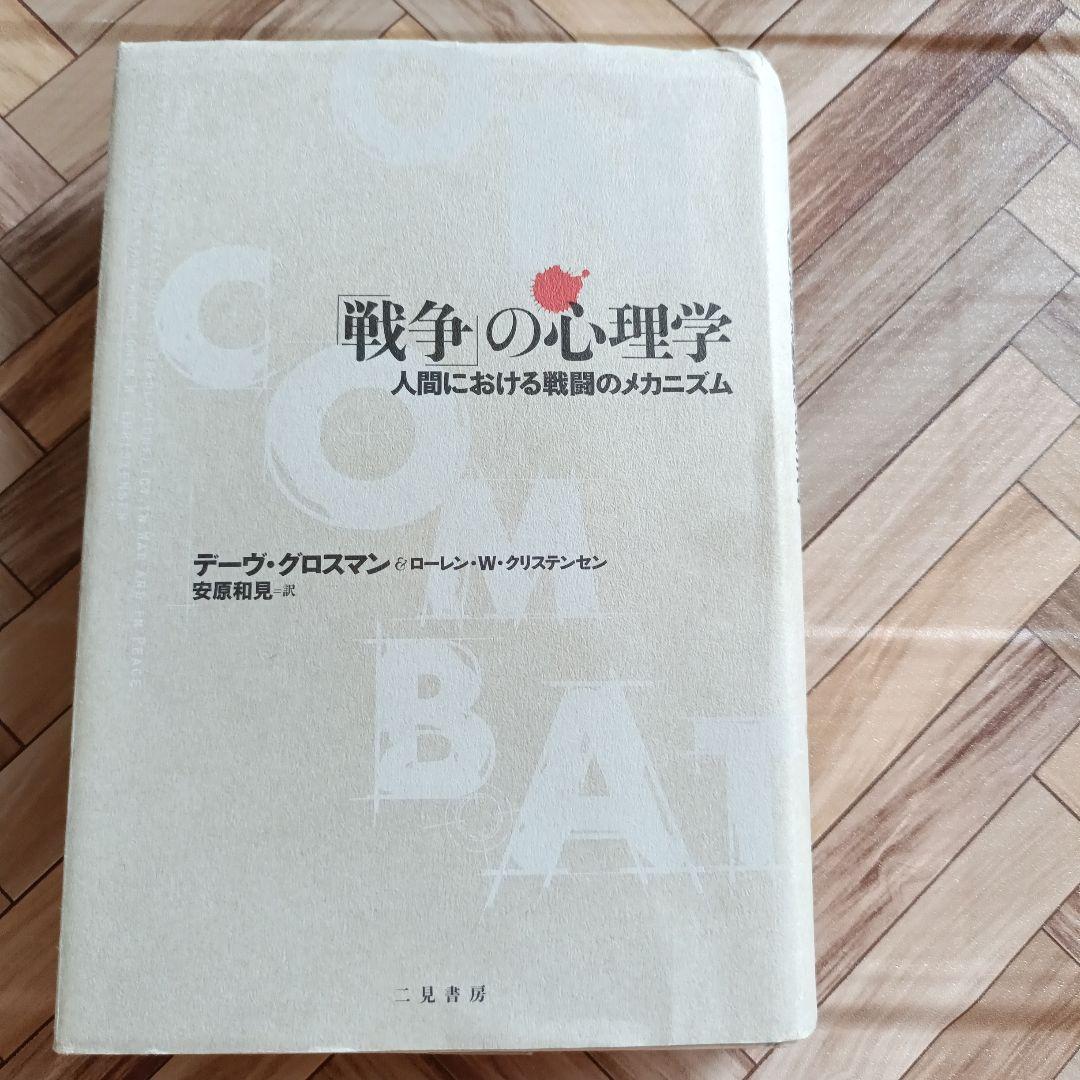 「戦争」の心理学
人間における戦闘のメカニズム
デーヴ・グロスマン&ローレン・W・クリステンセン
安原和見=訳
COMBAT
二見書房